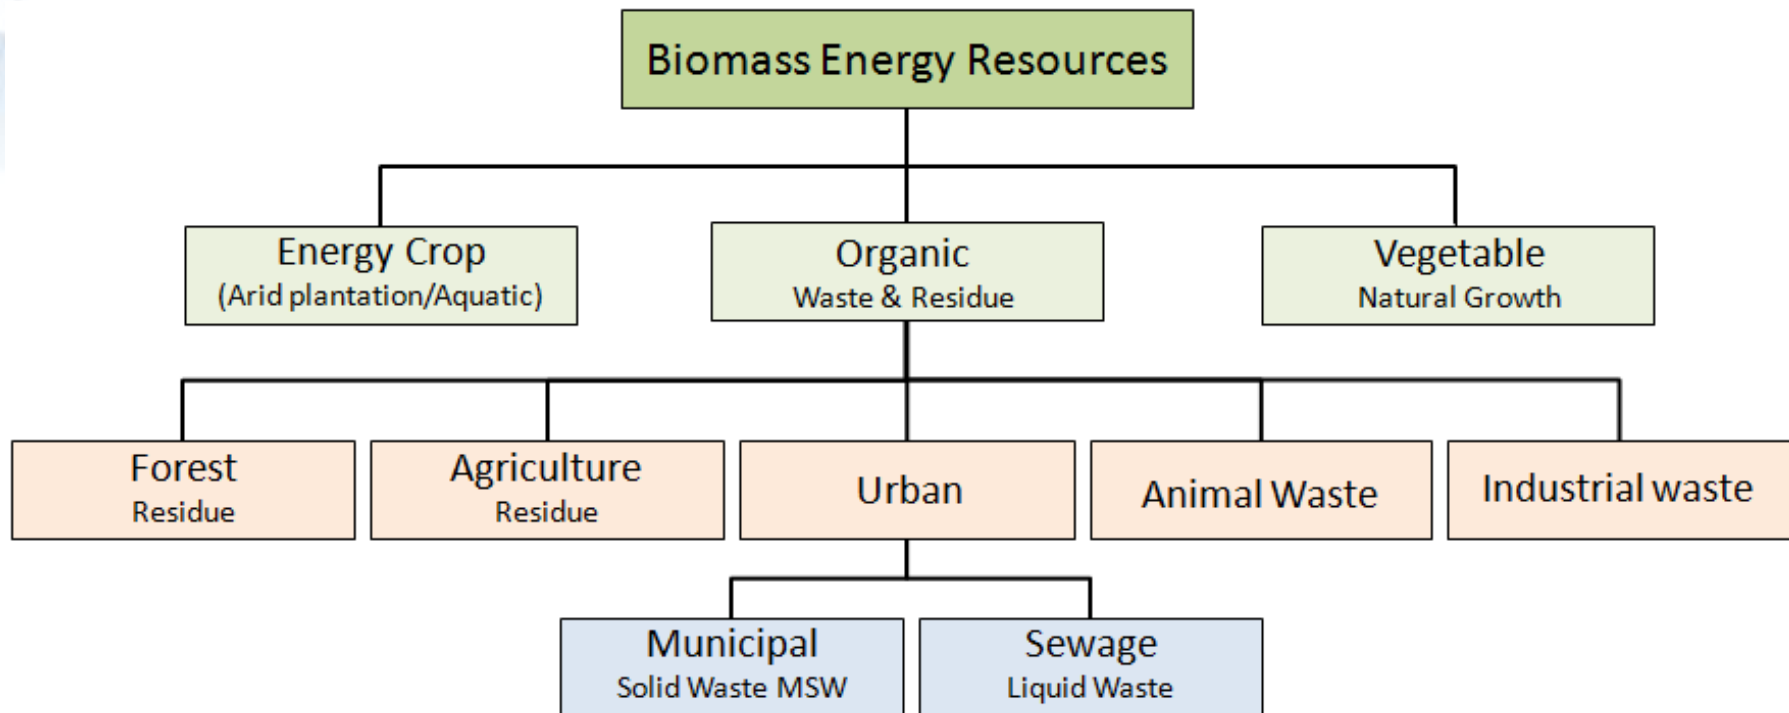 Biomass Energy Resources
Energy Crop
(Arid plantation/Aquatic)
Organic
Waste & Residue
Vegetable
Natural Growth
Forest
Residue
Agriculture
Residue
Urban
Animal Waste
Industrial waste
Municipal
Solid Waste MSW
Sewage
Liquid Waste